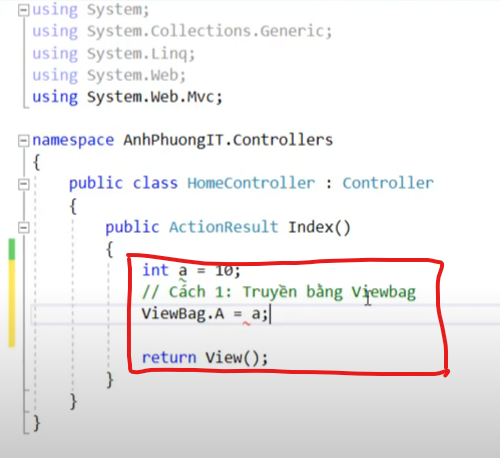 using System;
using System.Collections.Generic;
using System.Linq;
using System.Web;
using System.Web.Mvc;
namespace AnhPhuongIT.Controllers
{
public class HomeController : Controller
{
public ActionResult Index()
{
int a = 10;
// Cách 1: Truyền bằng Viewbag
ViewBag.A = a;
return View();
}
}
}